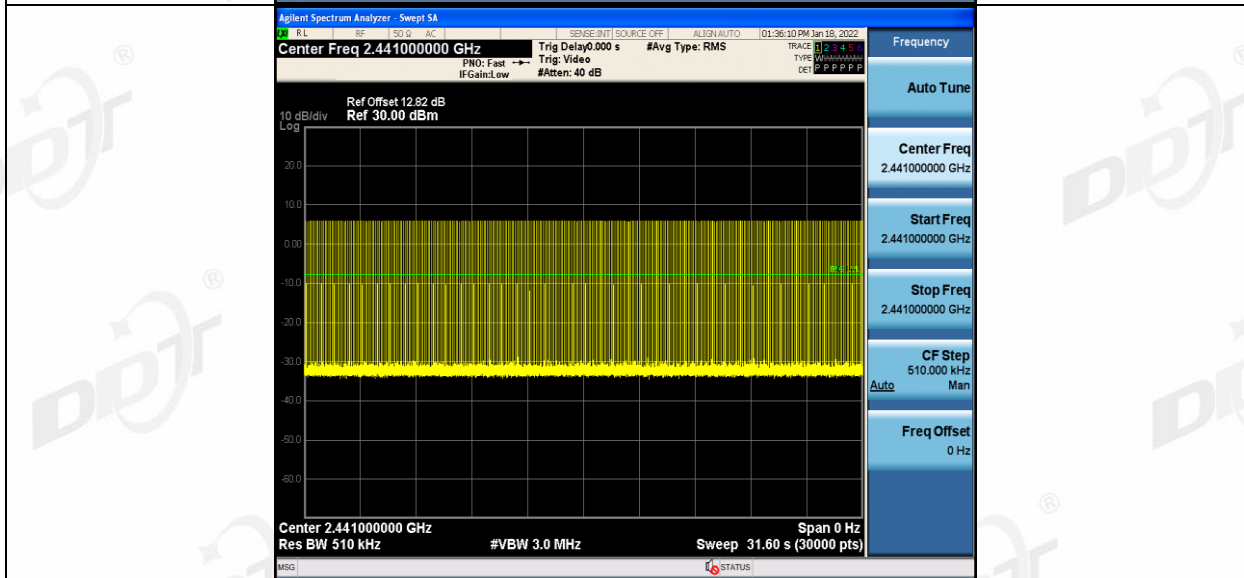 Agilent Spectrum Analyzer - Swept SA
RL RF 50 Ω AC SENSE:INT SOURCE OFF ALIGN AUTO 01:36:10 PM Jan 18, 2022
Center Freq 2.441000000 GHz
PNO: Fast
IFGain:Low
Trig Delay0.000 s
Trig: Video
#Atten: 40 dB
#Avg Type: RMS
TRACE 1 2 3 4 5 6
TYPE W
DET P P P P P P
Ref Offset 12.82 dB
10 dB/div Ref 30.00 dBm
Log
20.0
10.0
0.00
-10.0
-20.0
-30.0
-40.0
-50.0
-60.0
Center 2.441000000 GHz Span 0 Hz
Res BW 510 kHz #VBW 3.0 MHz Sweep 31.60 s (30000 pts)
MSG STATUS
Frequency
Auto Tune
Center Freq
2.441000000 GHz
Start Freq
2.441000000 GHz
Stop Freq
2.441000000 GHz
CF Step
510.000 kHz
Auto Man
Freq Offset
0 Hz
DDT ®
DDT ®
DDT
DDT
®